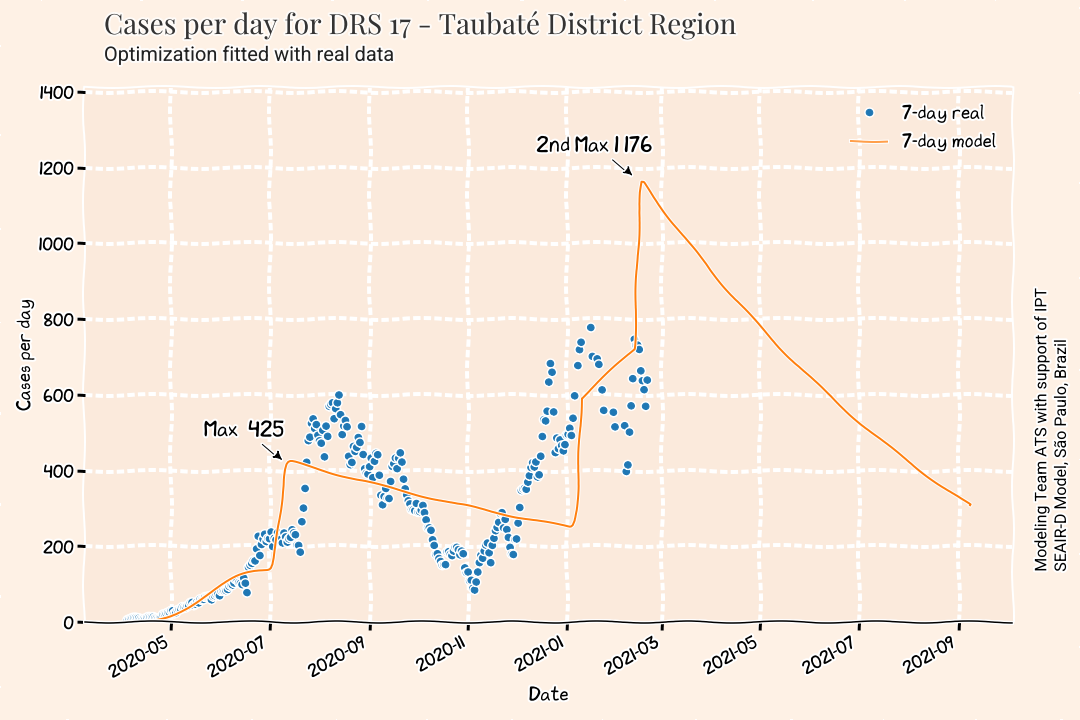 Cases per day for DRS 17 - Taubaté District Region
Optimization fitted with real data
1400
1200
1000
800
600
400
200
0
Cases per day
7-day real
7-day model
2nd Max 1176
Max 425
2020-05
2020-07
2020-09
2020-11
2021-01
2021-03
2021-05
2021-07
2021-09
Date
Modeling Team ATS with support of IPT
SEAIR-D Model, São Paulo, Brazil